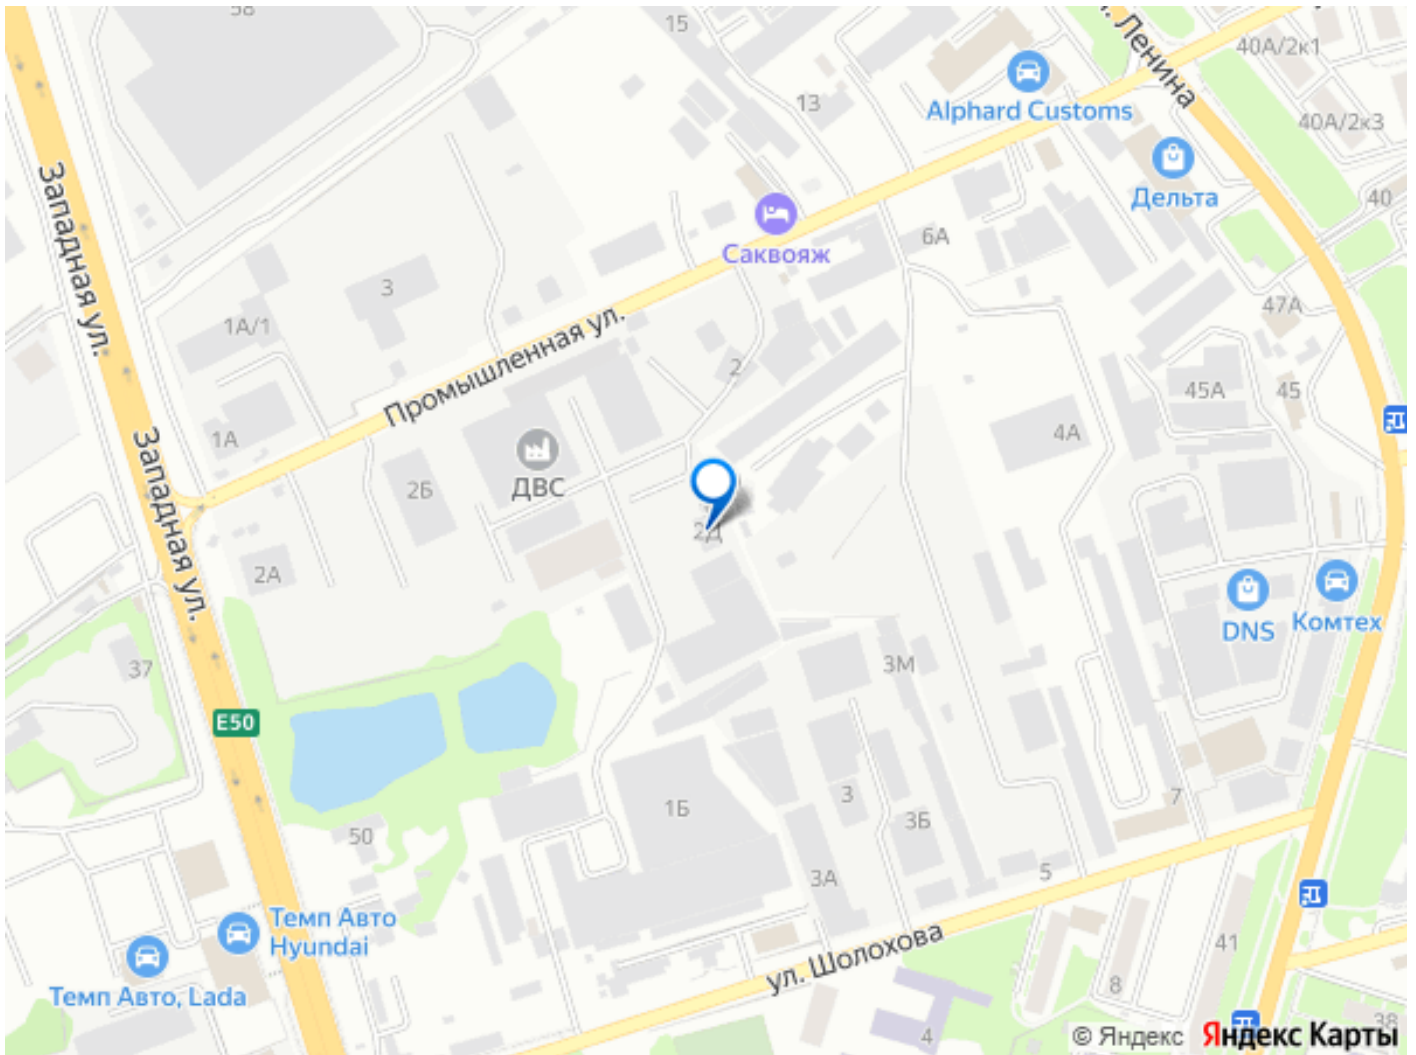 58
15
ул. Ленина
40А/2к1
Alphard Customs
13
40А/2к3
Дельта
40
Западная ул.
Саквояж
6А
3
1А/1
47А
Промышленная ул.
2
45А
45
1А
4А
2Б
ДВС
Западная ул.
2Д
2А
DNS
Комтех
37
3М
E50
1Б
3
7
50
3Б
3А
5
Темп Авто
Hyundai
ул. Шолохова
41
Темп Авто, Lada
8
4
38
© Яндекс Яндекс Карты